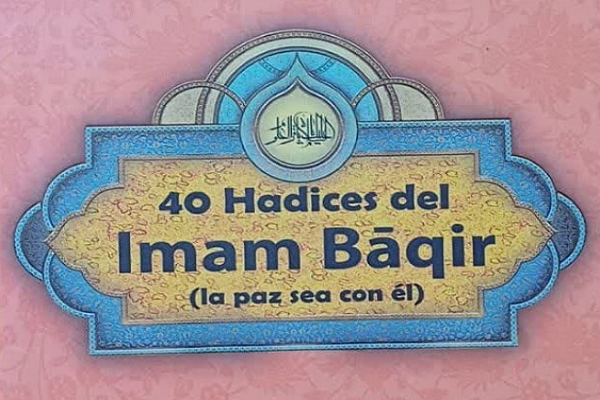 40 Hadices del
Imam Bāqir
(la paz sea con él)